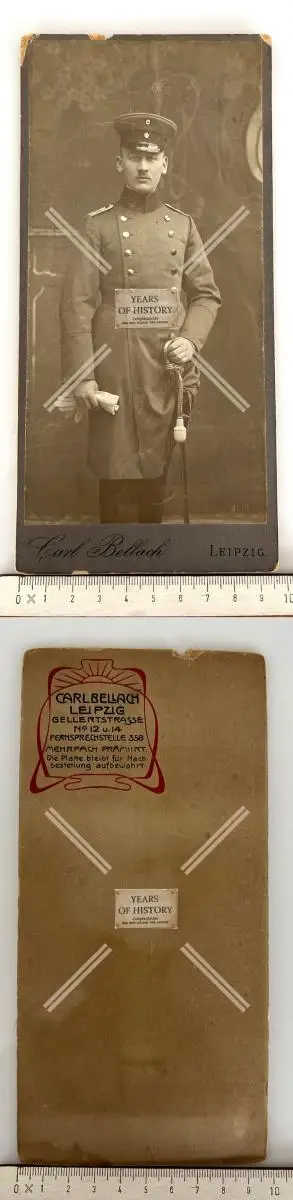 YEARS
OF HISTORY
Carl Bellach
LEIPZIG
0 1 2 3 4 5 6 7 8 9 10
CARL BELLACH
LEIPZIG
GELLERTSTRASSE
No 12 u. 14
FERNSPRECHSTELLE 358
MEHRFACH PRÄMIIRT.
Die Platte bleibt für Nach
bestellung aufbewahrt.
YEARS
OF HISTORY
0 1 2 3 4 5 6 7 8 9 10